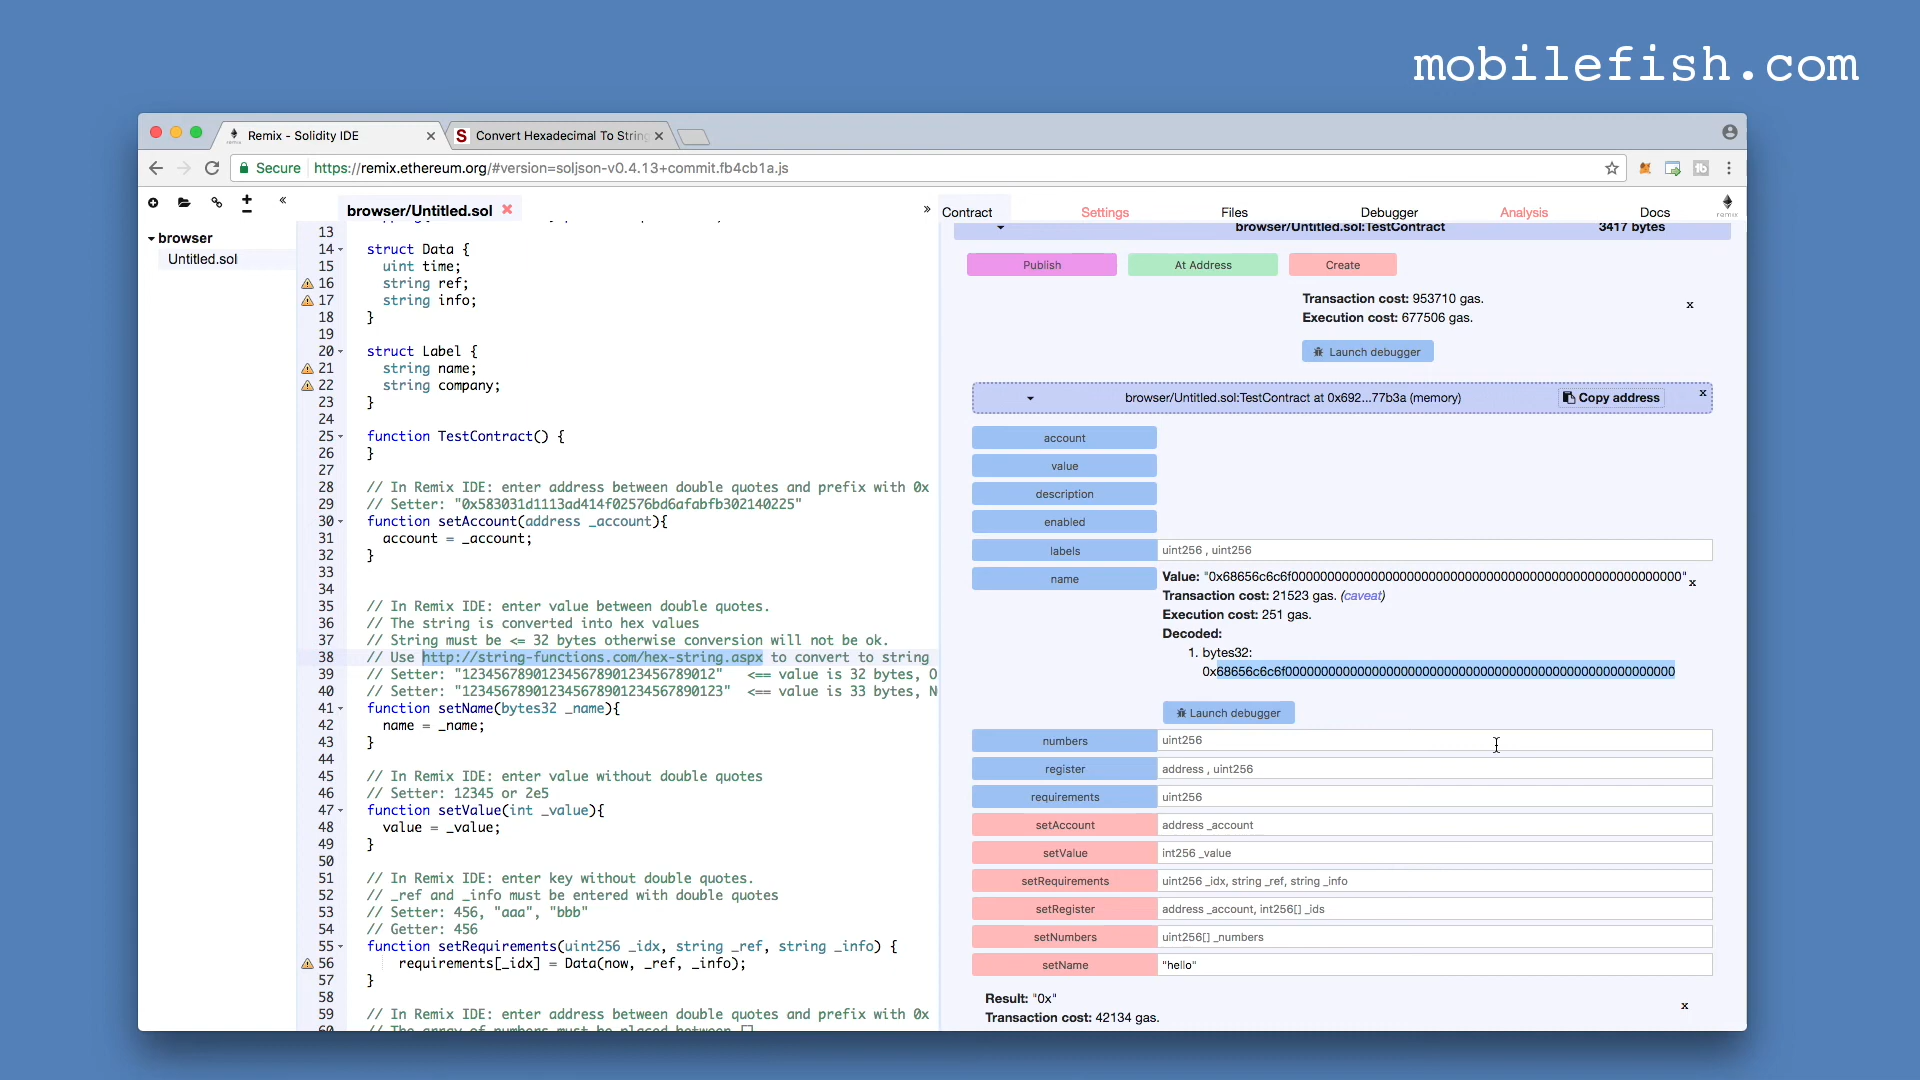 mobilefish.com
Remix - Solidity IDE
Convert Hexadecimal To String
Secure https://remix.ethereum.org/#version=soljson-v0.4.13+commit.fb4cb1a.js
browser/Untitled.sol
browser
Untitled.sol
13
14 struct Data {
15 uint time;
16 string ref;
17 string info;
18 }
19
20 struct Label {
21 string name;
22 string company;
23 }
24
25 function TestContract() {
26 }
27
28 // In Remix IDE: enter address between double quotes and prefix with 0x
29 // Setter: "0x583031d1113ad414f02576bd6afabfb302140225"
30 function setAccount(address _account){
31 account = _account;
32 }
33
34
35 // In Remix IDE: enter value between double quotes.
36 // The string is converted into hex values
37 // String must be <= 32 bytes otherwise conversion will not be ok.
38 // Use http://string-functions.com/hex-string.aspx to convert to string
39 // Setter: "12345678901234567890123456789012" <== value is 32 bytes, O
40 // Setter: "123456789012345678901234567890123" <== value is 33 bytes, N
41 function setName(bytes32 _name){
42 name = _name;
43 }
44
45 // In Remix IDE: enter value without double quotes
46 // Setter: 12345 or 2e5
47 function setValue(int _value){
48 value = _value;
49 }
50
51 // In Remix IDE: enter key without double quotes.
52 // _ref and _info must be entered with double quotes
53 // Setter: 456, "aaa", "bbb"
54 // Getter: 456
55 function setRequirements(uint256 _idx, string _ref, string _info) {
56 requirements[_idx] = Data(now, _ref, _info);
57 }
58
59 // In Remix IDE: enter address between double quotes and prefix with 0x
60 // The array of numbers must be placed between []
Contract Settings Files Debugger Analysis Docs
remix
browser/Untitled.sol:TestContract 3417 bytes
Publish At Address Create
Transaction cost: 953710 gas.
Execution cost: 677506 gas.
x
Launch debugger
browser/Untitled.sol:TestContract at 0x692...77b3a (memory) Copy address x
account
value
description
enabled
labels uint256 , uint256
name Value: "0x68656c6c6f000000000000000000000000000000000000000000000000000000" x
Transaction cost: 21523 gas. (caveat)
Execution cost: 251 gas.
Decoded:
1. bytes32:
0x68656c6c6f000000000000000000000000000000000000000000000000000000
Launch debugger
numbers uint256
register address , uint256
requirements uint256
setAccount address _account
setValue int256 _value
setRequirements uint256 _idx, string _ref, string _info
setRegister address _account, int256[] _ids
setNumbers uint256[] _numbers
setName "hello"
Result: "0x" x
Transaction cost: 42134 gas.